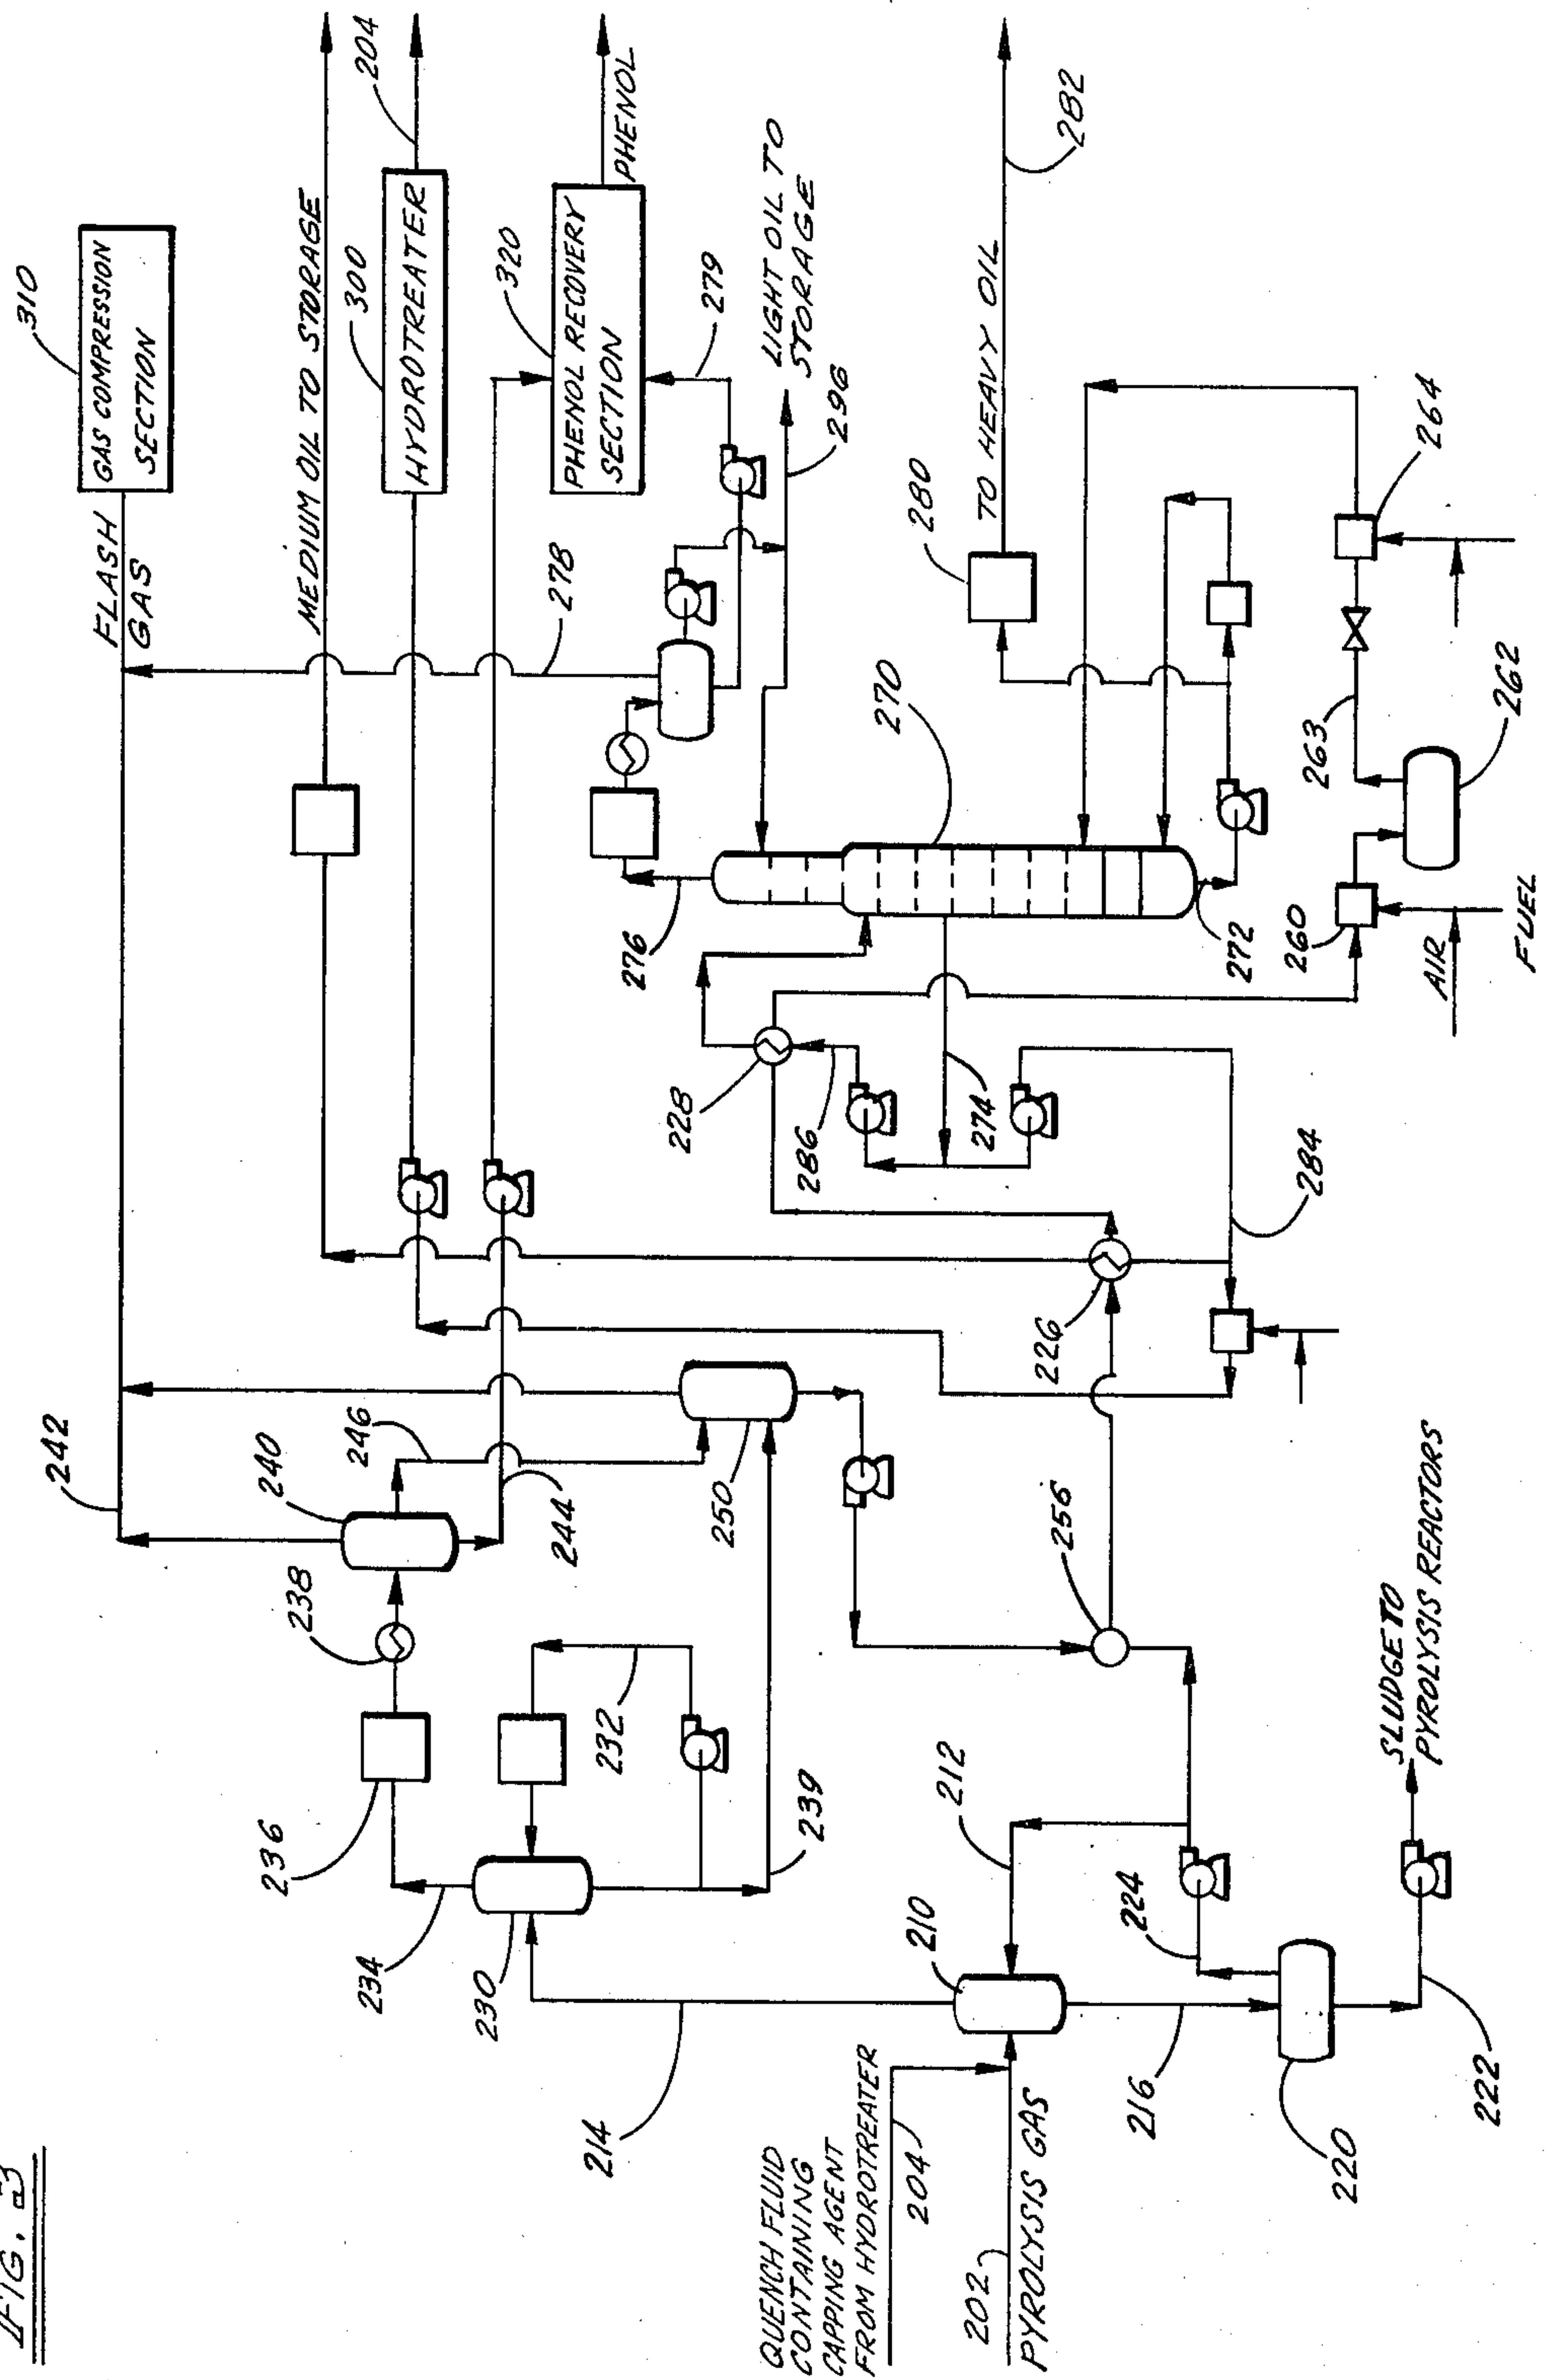 FIG. 3
310
GAS COMPRESSION
SECTION
FLASH
GAS
242
MEDIUM OIL TO STORAGE
204
300
HYDROTREATER
320
PHENOL RECOVERY
SECTION
PHENOL
279
278
LIGHT OIL TO
STORAGE
296
240
246
244
238
236
234
230
232
239
250
276
270
228
286
274
272
280
TO HEAVY OIL
282
264
263
262
260
AIR
FUEL
284
226
256
214
QUENCH FLUID
CONTAINING
CAPPING AGENT
FROM HYDROTREATER
204
202
PYROLYSIS GAS
210
212
216
224
220
222
SLUDGE TO
PYROLYSIS REACTORS